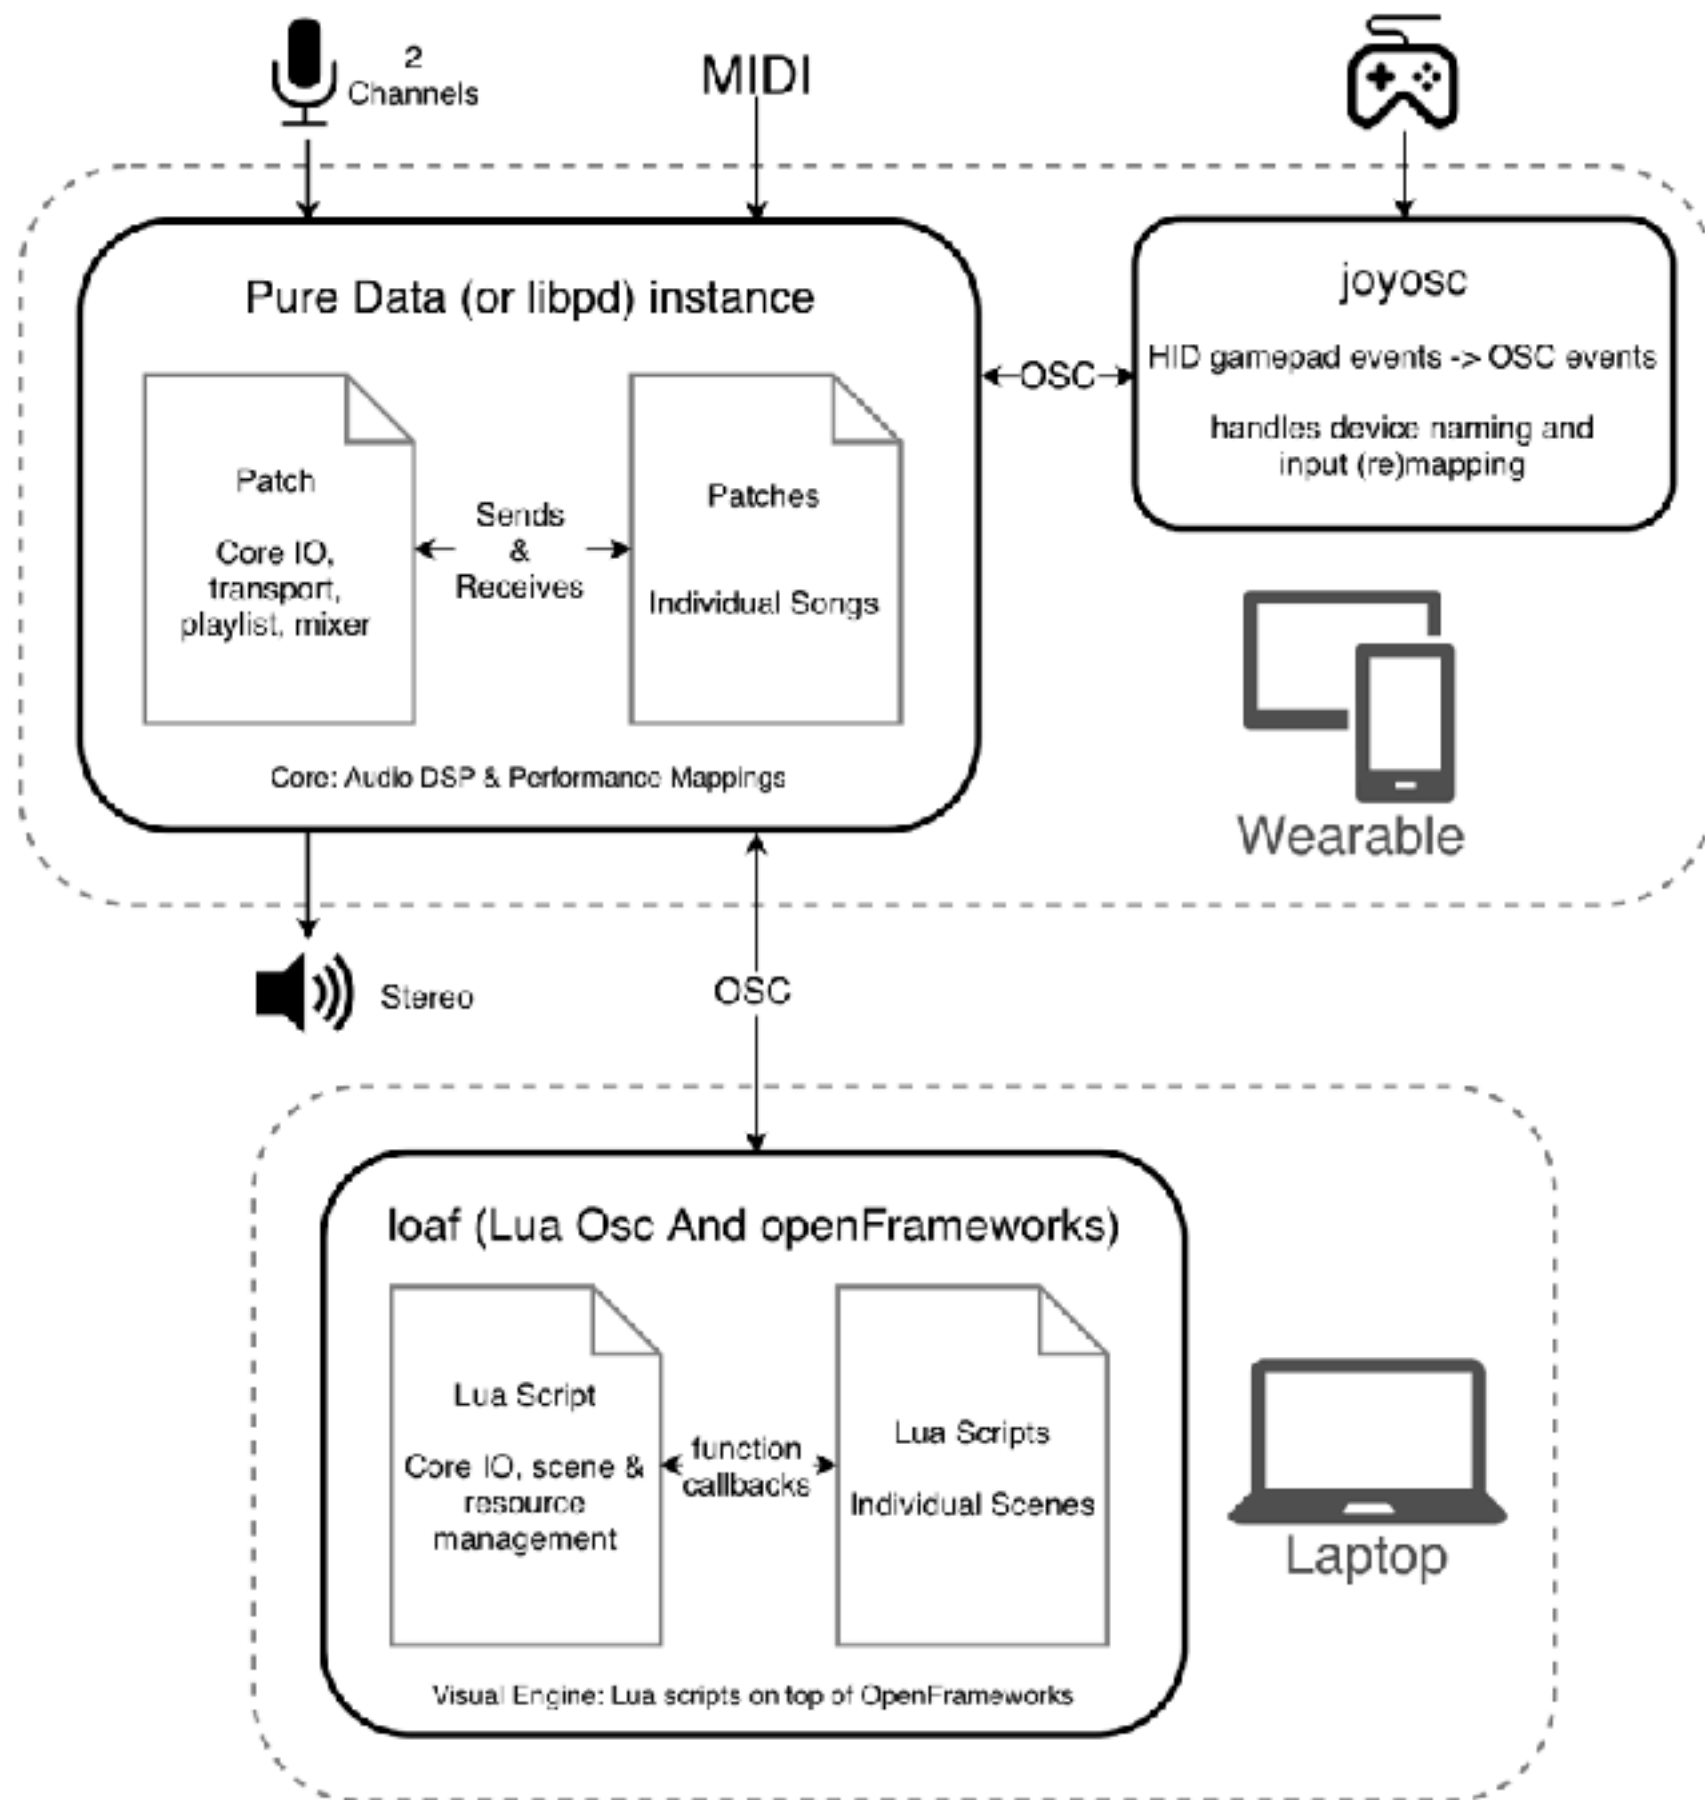 2
Channels
MIDI
Pure Data (or libpd) instance
Patch
Core IO,
transport,
playlist, mixer
Sends
&
Receives
Patches
Individual Songs
Core: Audio DSP & Performance Mappings
OSC
joyosc
HID gamepad events -> OSC events
handles device naming and
input (re)mapping
Wearable
Stereo
OSC
loaf (Lua Osc And openFrameworks)
Lua Script
Core IO, scene &
resource
management
function
callbacks
Lua Scripts
Individual Scenes
Visual Engine: Lua scripts on top of OpenFrameworks
Laptop